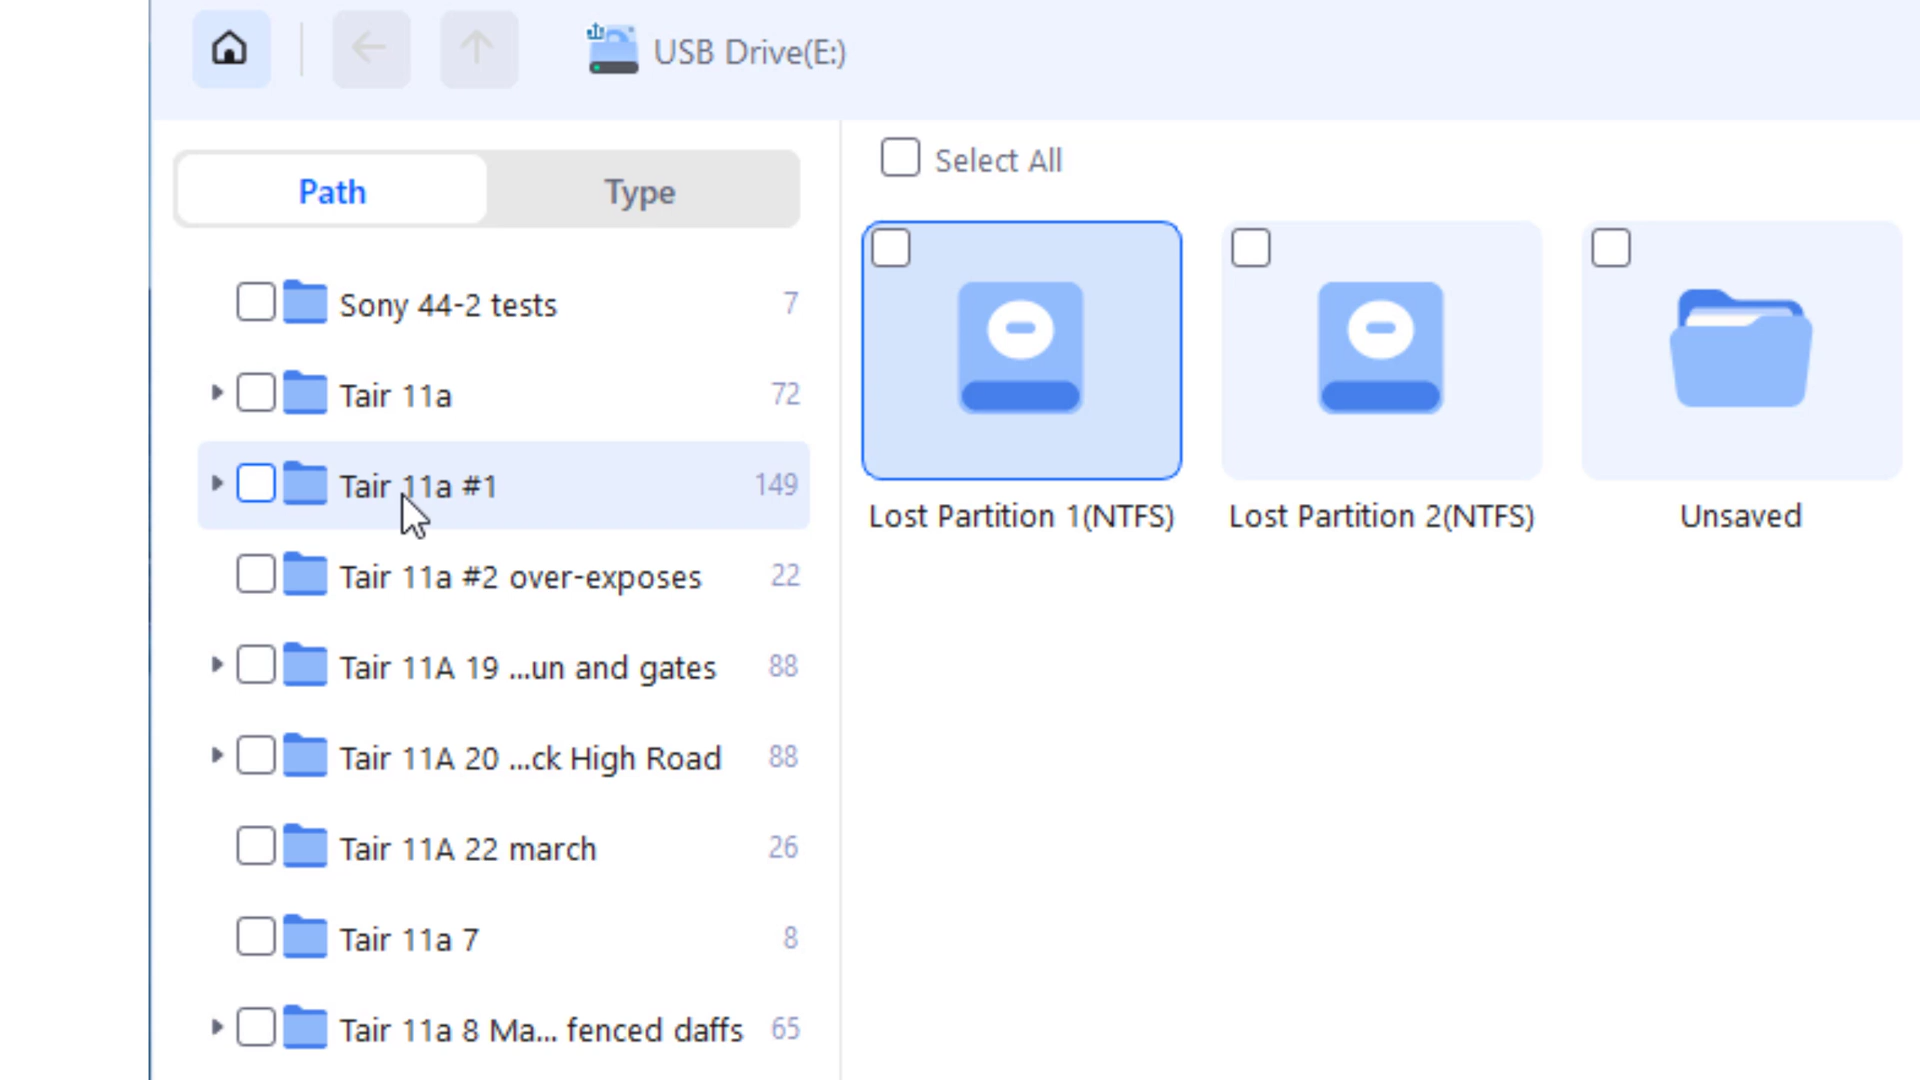 USB Drive(E:)
Path
Type
Sony 44-2 tests 7
Tair 11a 72
Tair 11a #1 149
Tair 11a #2 over-exposes 22
Tair 11A 19 ...un and gates 88
Tair 11A 20 ...ck High Road 88
Tair 11A 22 march 26
Tair 11a 7 8
Tair 11a 8 Ma... fenced daffs 65
Select All
Lost Partition 1(NTFS)
Lost Partition 2(NTFS)
Unsaved